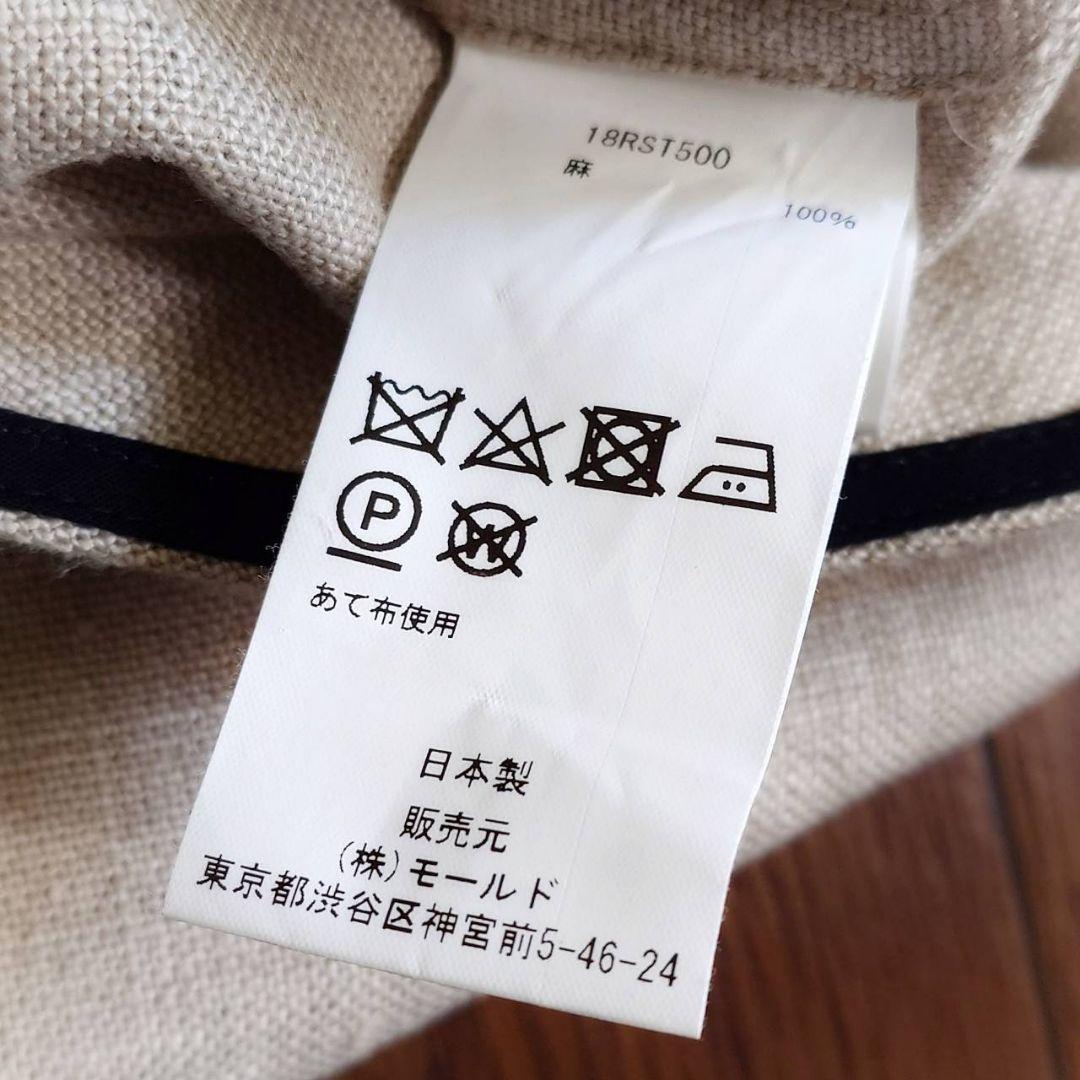 18RST500
麻
100%
P
W
あて布使用
日本製
販売元
(株)モールド
東京都渋谷区神宮前5-46-24